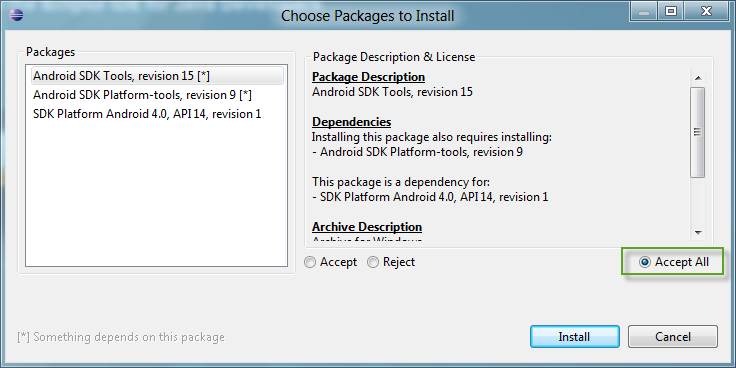 Choose Packages to Install
Packages
Android SDK Tools, revision 15 [*]
Android SDK Platform-tools, revision 9 [*]
SDK Platform Android 4.0, API 14, revision 1
Package Description & License
Package Description
Android SDK Tools, revision 15
Dependencies
Installing this package also requires installing:
- Android SDK Platform-tools, revision 9
This package is a dependency for:
- SDK Platform Android 4.0, API 14, revision 1
Archive Description
Archive for Windows
Accept
Reject
Accept All
[*] Something depends on this package
Install
Cancel